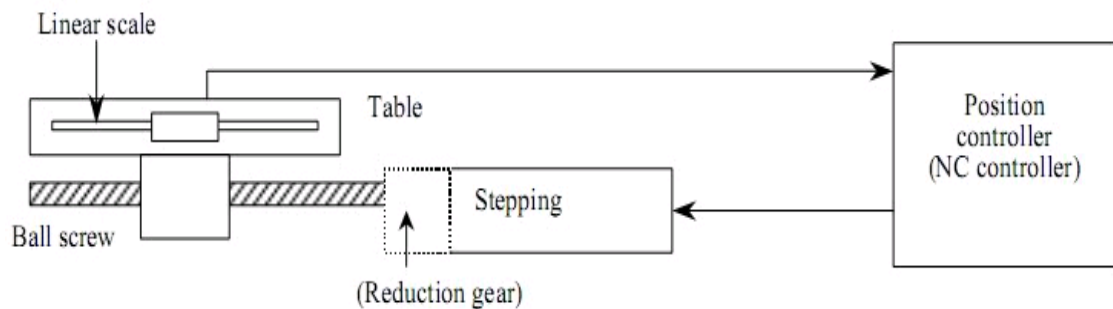 Linear scale
Table
Position
controller
(NC controller)
Stepping
Ball screw
(Reduction gear)